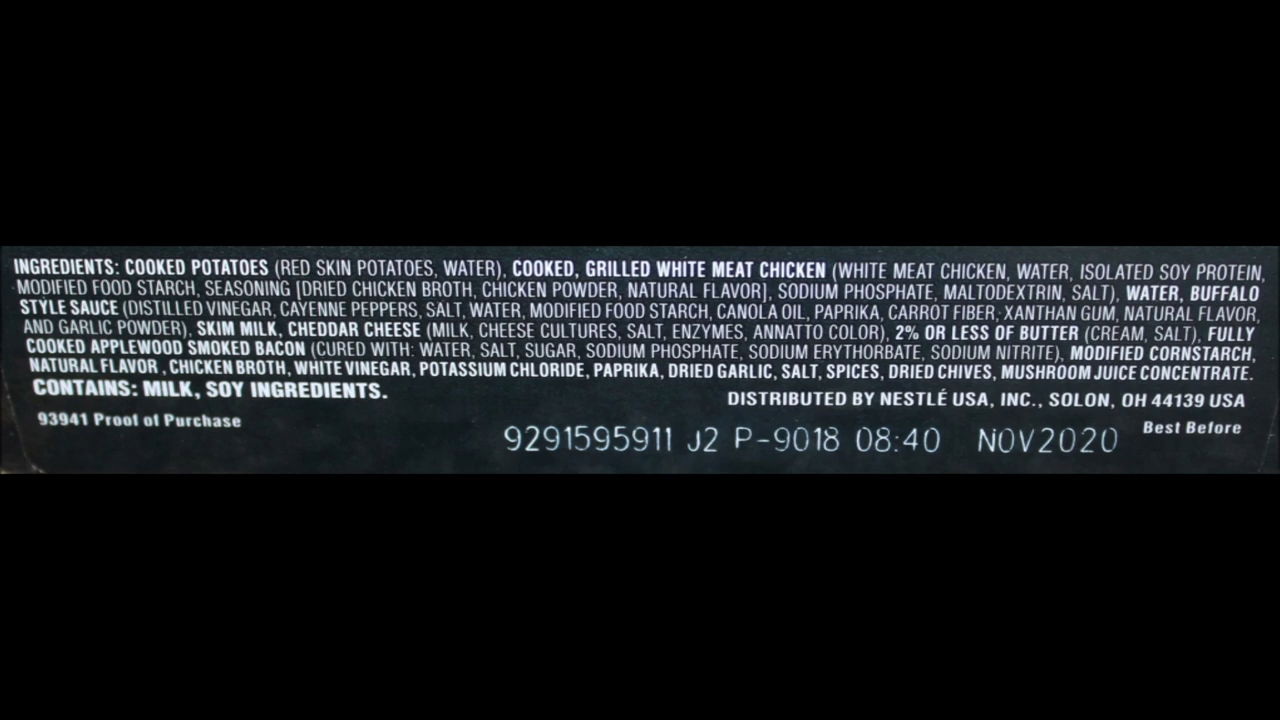 INGREDIENTS: COOKED POTATOES (RED SKIN POTATOES, WATER), COOKED, GRILLED WHITE MEAT CHICKEN (WHITE MEAT CHICKEN, WATER, ISOLATED SOY PROTEIN,
MODIFIED FOOD STARCH, SEASONING [DRIED CHICKEN BROTH, CHICKEN POWDER, NATURAL FLAVOR], SODIUM PHOSPHATE, MALTODEXTRIN, SALT), WATER, BUFFALO
STYLE SAUCE (DISTILLED VINEGAR, CAYENNE PEPPERS, SALT, WATER, MODIFIED FOOD STARCH, CANOLA OIL, PAPRIKA, CARROT FIBER, XANTHAN GUM, NATURAL FLAVOR,
AND GARLIC POWDER), SKIM MILK, CHEDDAR CHEESE (MILK, CHEESE CULTURES, SALT, ENZYMES, ANNATTO COLOR), 2% OR LESS OF BUTTER (CREAM, SALT), FULLY
COOKED APPLEWOOD SMOKED BACON (CURED WITH: WATER, SALT, SUGAR, SODIUM PHOSPHATE, SODIUM ERYTHORBATE, SODIUM NITRITE), MODIFIED CORNSTARCH,
NATURAL FLAVOR , CHICKEN BROTH, WHITE VINEGAR, POTASSIUM CHLORIDE, PAPRIKA, DRIED GARLIC, SALT, SPICES, DRIED CHIVES, MUSHROOM JUICE CONCENTRATE.
CONTAINS: MILK, SOY INGREDIENTS.
DISTRIBUTED BY NESTLÉ USA, INC., SOLON, OH 44139 USA
93941 Proof of Purchase
Best Before
9291595911 J2 P-9018 08:40 NOV2020